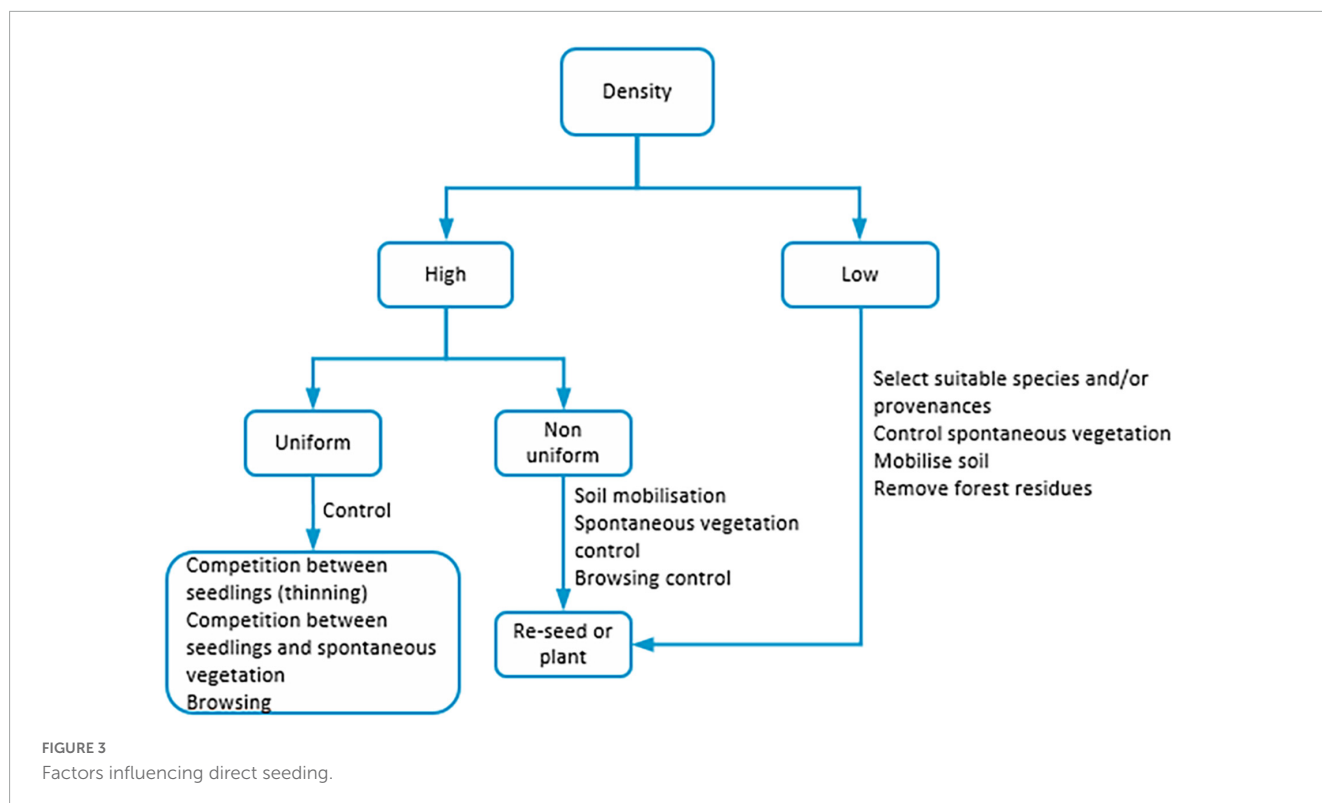 Density
High
Low
Uniform
Non
uniform
Select suitable species and/or
provenances
Control spontaneous vegetation
Mobilise soil
Remove forest residues
Control
Soil mobilisation
Spontaneous vegetation
control
Browsing control
Competition between
seedlings (thinning)
Competition between
seedlings and spontaneous
vegetation
Browsing
Re-seed or
plant
FIGURE 3
Factors influencing direct seeding.